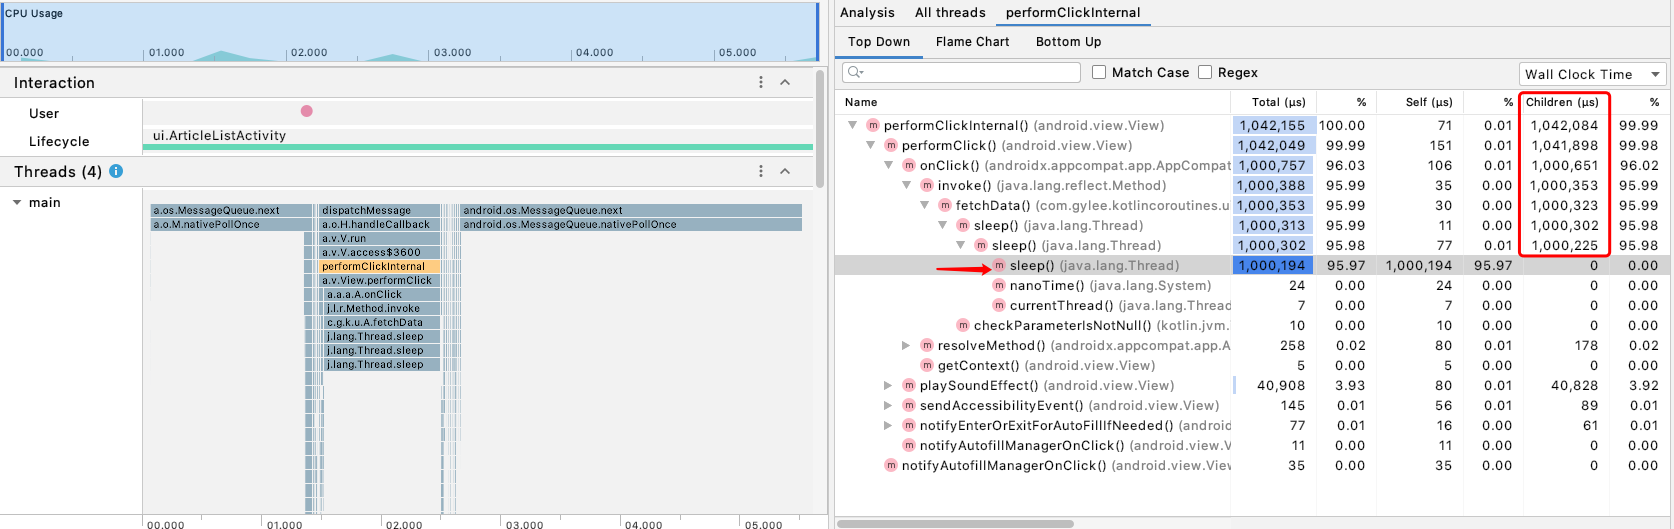 CPU Usage
00.000 01.000 02.000 03.000 04.000 05.000
Interaction
User
Lifecycle ui.ArticleListActivity
Threads (4)
main
a.os.MessageQueue.next dispatchMessage android.os.MessageQueue.next
a.o.M.nativePollOnce a.o.H.handleCallback android.os.MessageQueue.nativePollOnce
a.v.V.run
a.v.V.access$3600
performClickInternal
a.v.View.performClick
a.a.a.A.onClick
j.l.r.Method.invoke
c.g.k.u.A.fetchData
j.lang.Thread.sleep
j.lang.Thread.sleep
j.lang.Thread.sleep
00.000 01.000 02.000 03.000 04.000 05.000
Analysis All threads performClickInternal
Top Down Flame Chart Bottom Up
Match Case Regex Wall Clock Time
Name Total (μs) % Self (μs) % Children (μs) %
m performClickInternal() (android.view.View) 1,042,155 100.00 71 0.01 1,042,084 99.99
m performClick() (android.view.View) 1,042,049 99.99 151 0.01 1,041,898 99.98
m onClick() (androidx.appcompat.app.AppCompat 1,000,757 96.03 106 0.01 1,000,651 96.02
m invoke() (java.lang.reflect.Method) 1,000,388 95.99 35 0.00 1,000,353 95.99
m fetchData() (com.gylee.kotlincoroutines.u 1,000,353 95.99 30 0.00 1,000,323 95.99
m sleep() (java.lang.Thread) 1,000,313 95.99 11 0.00 1,000,302 95.98
m sleep() (java.lang.Thread) 1,000,302 95.98 77 0.01 1,000,225 95.98
m sleep() (java.lang.Thread) 1,000,194 95.97 1,000,194 95.97 0 0.00
m nanoTime() (java.lang.System) 24 0.00 24 0.00 0 0.00
m currentThread() (java.lang.Thread 7 0.00 7 0.00 0 0.00
m checkParameterIsNotNull() (kotlin.jvm. 10 0.00 10 0.00 0 0.00
m resolveMethod() (androidx.appcompat.app.A 258 0.02 80 0.01 178 0.02
m getContext() (android.view.View) 5 0.00 5 0.00 0 0.00
m playSoundEffect() (android.view.View) 40,908 3.93 80 0.01 40,828 3.92
m sendAccessibilityEvent() (android.view.View) 145 0.01 56 0.01 89 0.01
m notifyEnterOrExitForAutoFillIfNeeded() (android 77 0.01 16 0.00 61 0.01
m notifyAutofillManagerOnClick() (android.view.V 11 0.00 11 0.00 0 0.00
m notifyAutofillManagerOnClick() (android.view.View 35 0.00 35 0.00 0 0.00